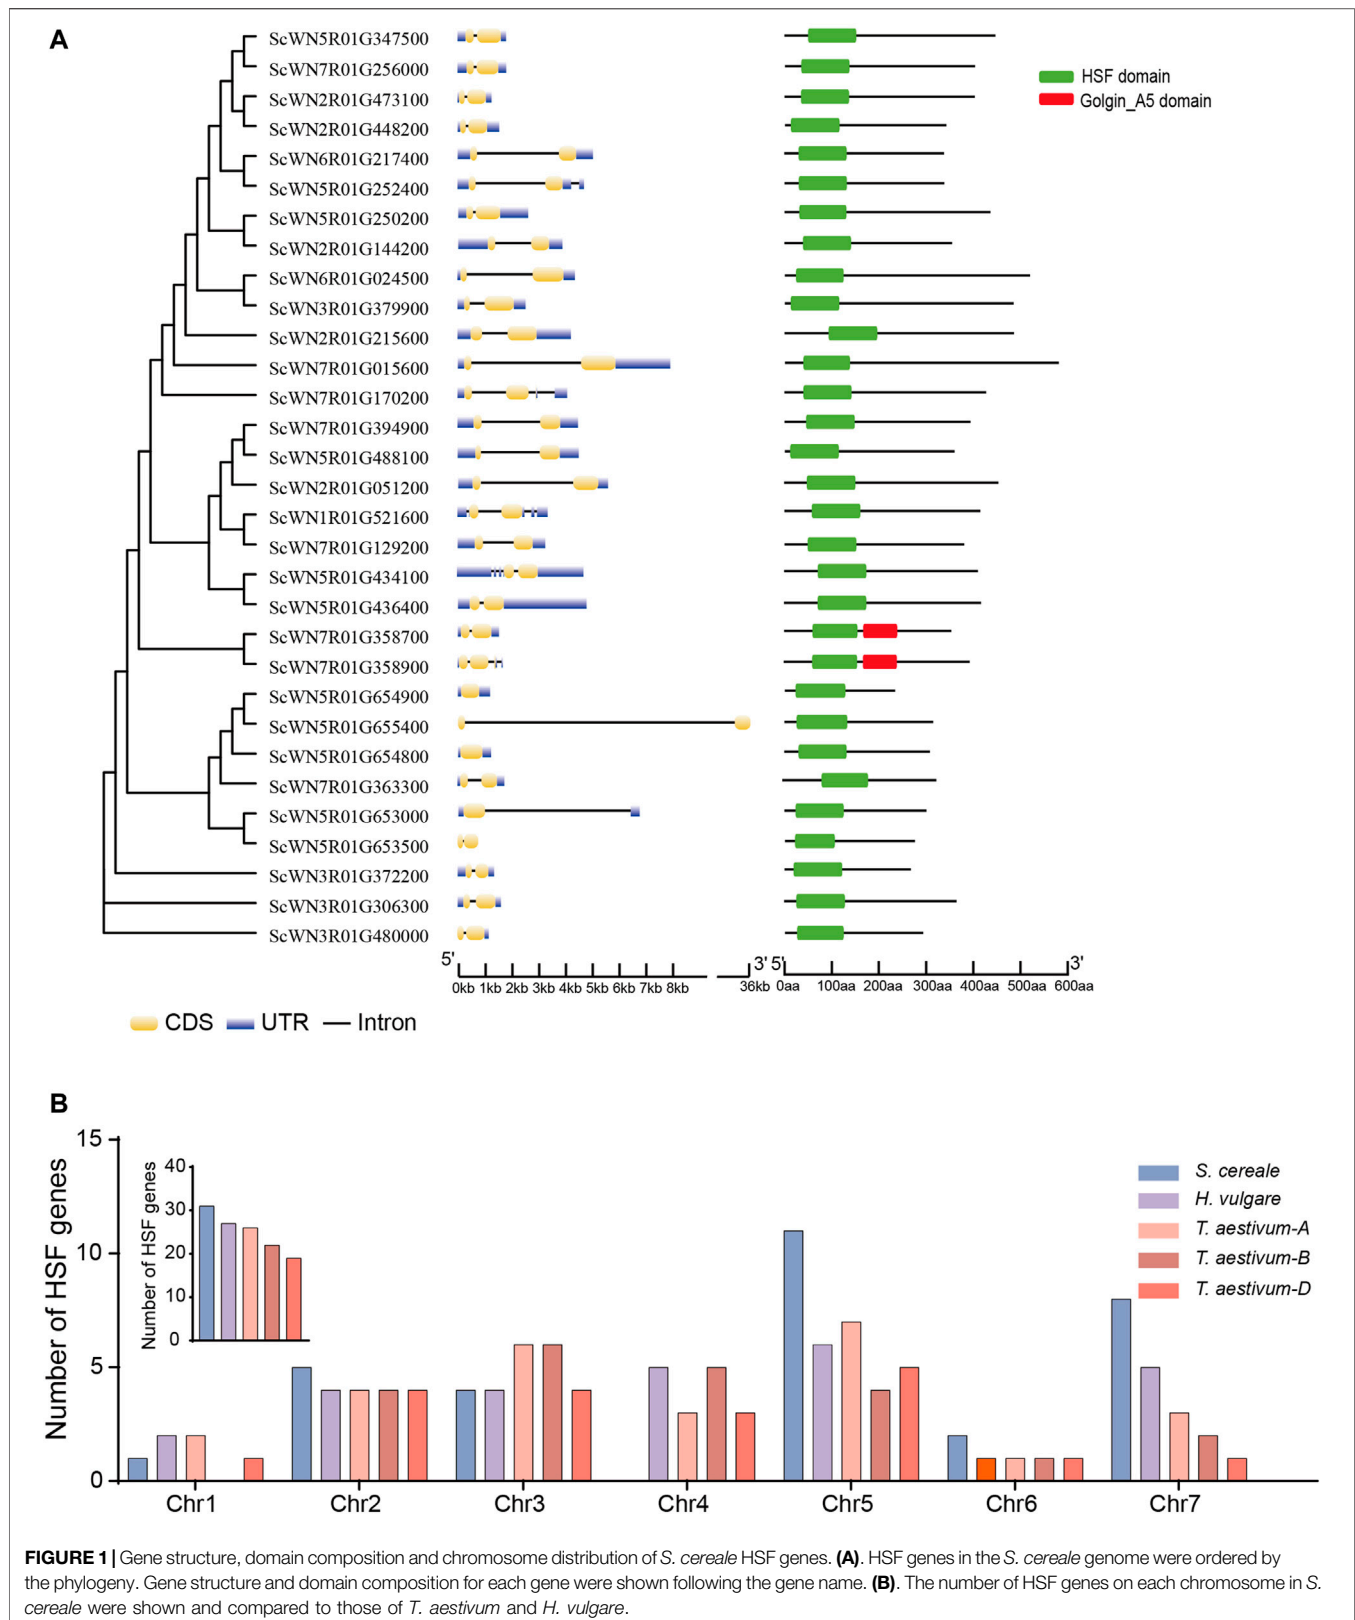 A
ScWN5R01G347500
ScWN7R01G256000
ScWN2R01G473100
ScWN2R01G448200
ScWN6R01G217400
ScWN5R01G252400
ScWN5R01G250200
ScWN2R01G144200
ScWN6R01G024500
ScWN3R01G379900
ScWN2R01G215600
ScWN7R01G015600
ScWN7R01G170200
ScWN7R01G394900
ScWN5R01G488100
ScWN2R01G051200
ScWN1R01G521600
ScWN7R01G129200
ScWN5R01G434100
ScWN5R01G436400
ScWN7R01G358700
ScWN7R01G358900
ScWN5R01G654900
ScWN5R01G655400
ScWN5R01G654800
ScWN7R01G363300
ScWN5R01G653000
ScWN5R01G653500
ScWN3R01G372200
ScWN3R01G306300
ScWN3R01G480000
HSF domain
Golgin_A5 domain
5' 3' 5' 3'
0kb 1kb 2kb 3kb 4kb 5kb 6kb 7kb 8kb 36kb 0aa 100aa 200aa 300aa 400aa 500aa 600aa
CDS UTR Intron
B
Number of HSF genes
15
10
5
0
Number of HSF genes
40
30
20
10
0
S. cereale
H. vulgare
T. aestivum-A
T. aestivum-B
T. aestivum-D
Chr1 Chr2 Chr3 Chr4 Chr5 Chr6 Chr7
FIGURE 1 | Gene structure, domain composition and chromosome distribution of S. cereale HSF genes. (A). HSF genes in the S. cereale genome were ordered by
the phylogeny. Gene structure and domain composition for each gene were shown following the gene name. (B). The number of HSF genes on each chromosome in S.
cereale were shown and compared to those of T. aestivum and H. vulgare.